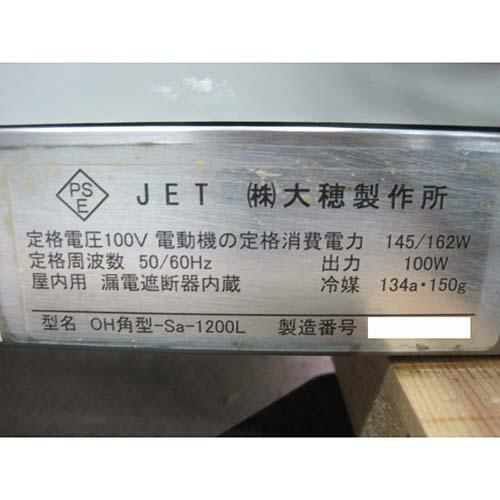 PSE JET ㈱大穂製作所
定格電圧100V 電動機の定格消費電力 145/162W
定格周波数 50/60Hz 出力 100W
屋内用 漏電遮断器内蔵 冷媒 134a・150g
型名 OH角型-Sa-1200L 製造番号